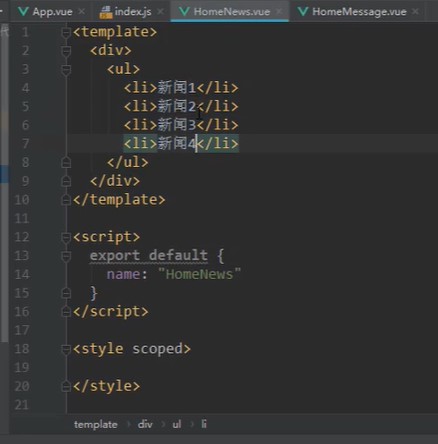 App.vue index.js HomeNews.vue HomeMessage.vue
1 <template>
2 <div>
3 <ul>
4 <li>新闻1</li>
5 <li>新闻2</li>
6 <li>新闻3</li>
7 <li>新闻4</li>
8 </ul>
9 </div>
10 </template>
11
12 <script>
13 export default {
14 name: "HomeNews"
15 }
16 </script>
17
18 <style scoped>
19
20 </style>
21
template › div › ul › li